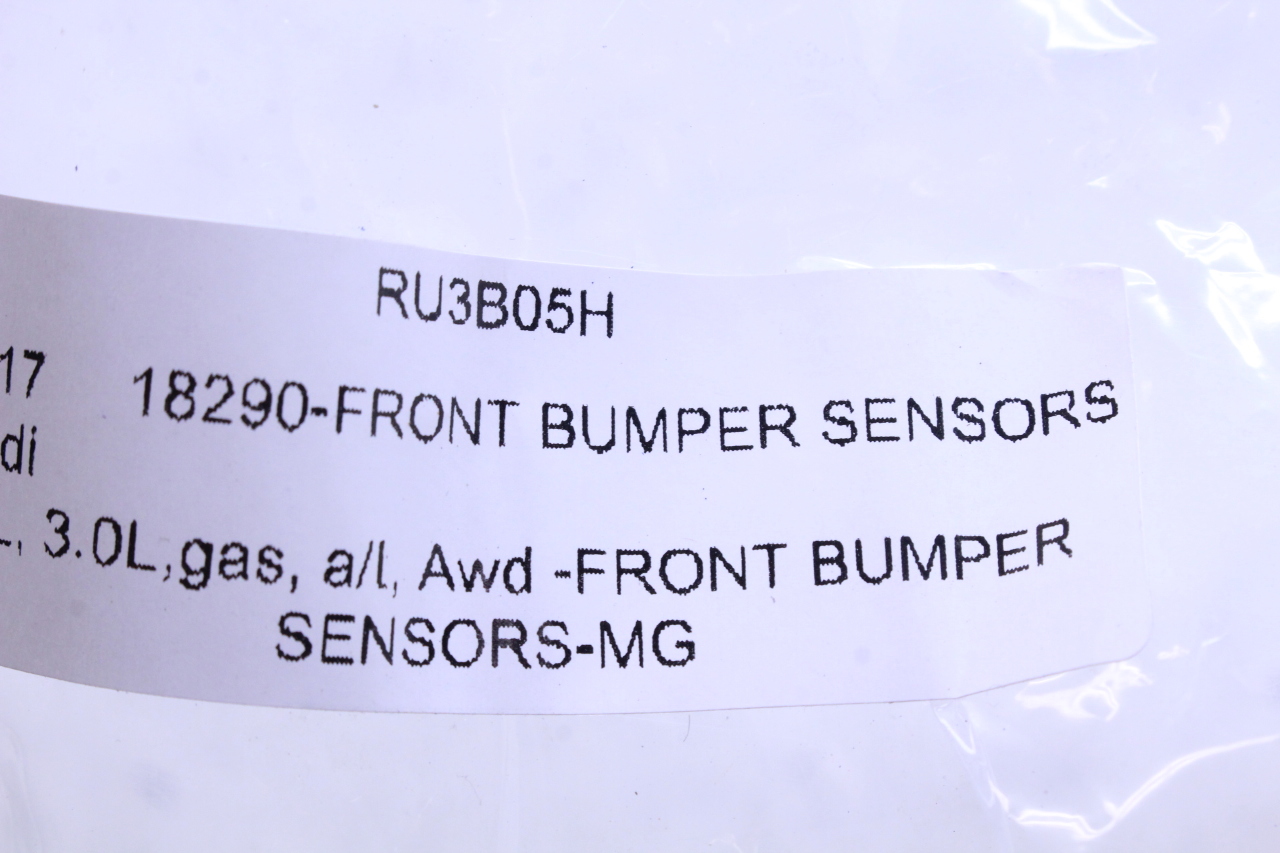 RU3B05H
17 18290-FRONT BUMPER SENSORS
di
L, 3.0L,gas, a/l, Awd -FRONT BUMPER
SENSORS-MG